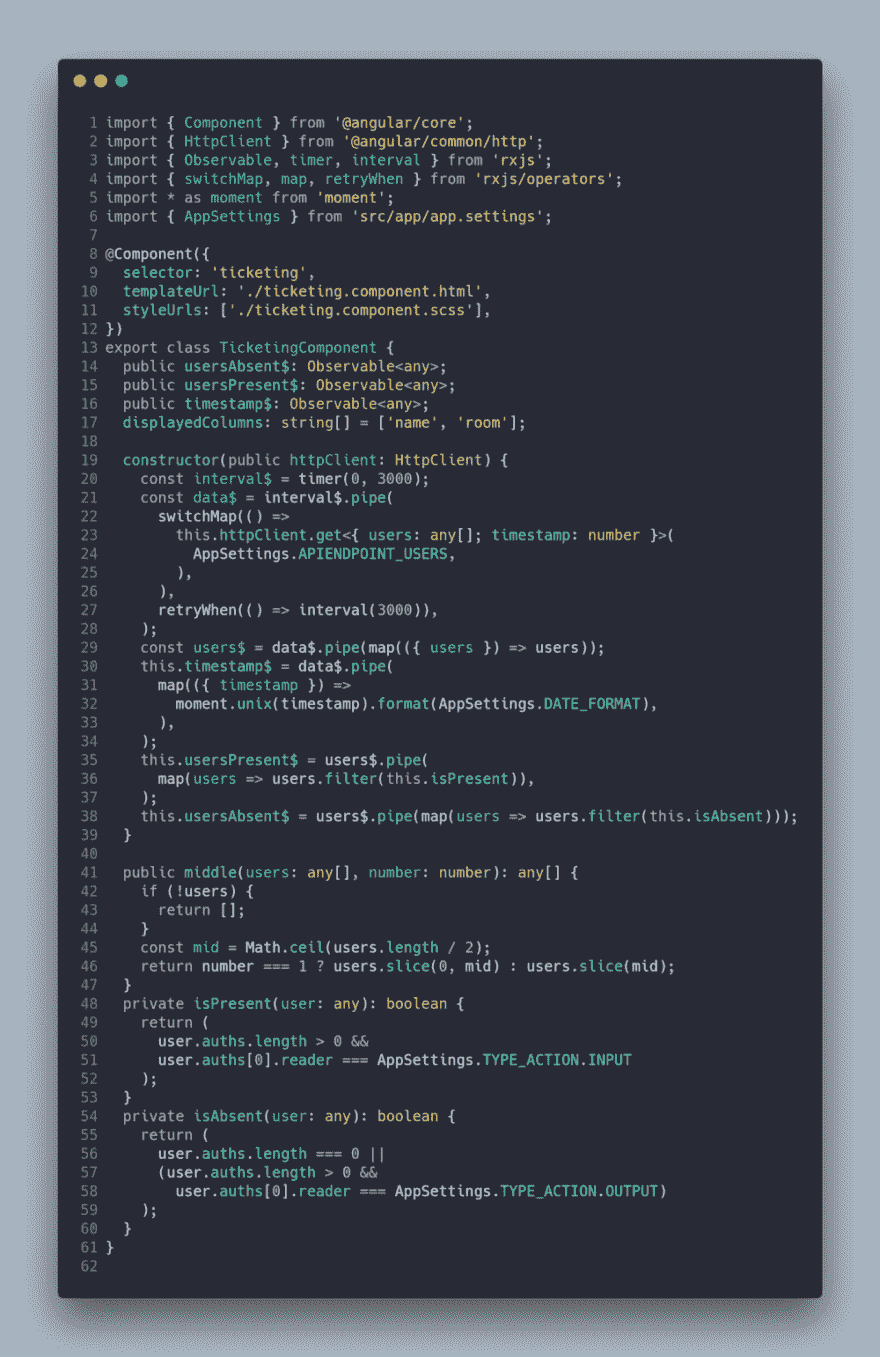 1 import { Component } from '@angular/core';
2 import { HttpClient } from '@angular/common/http';
3 import { Observable, timer, interval } from 'rxjs';
4 import { switchMap, map, retryWhen } from 'rxjs/operators';
5 import * as moment from 'moment';
6 import { AppSettings } from 'src/app/app.settings';
7
8 @Component({
9   selector: 'ticketing',
10   templateUrl: './ticketing.component.html',
11   styleUrls: ['./ticketing.component.scss'],
12 })
13 export class TicketingComponent {
14   public usersAbsent$: Observable<any>;
15   public usersPresent$: Observable<any>;
16   public timestamp$: Observable<any>;
17   displayedColumns: string[] = ['name', 'room'];
18
19   constructor(public httpClient: HttpClient) {
20     const interval$ = timer(0, 3000);
21     const data$ = interval$.pipe(
22       switchMap(() =>
23         this.httpClient.get<{ users: any[]; timestamp: number }>(
24           AppSettings.APIENDPOINT_USERS,
25         ),
26       ),
27       retryWhen(() => interval(3000)),
28     );
29     const users$ = data$.pipe(map(({ users }) => users));
30     this.timestamp$ = data$.pipe(
31       map(({ timestamp }) =>
32         moment.unix(timestamp).format(AppSettings.DATE_FORMAT),
33       ),
34     );
35     this.usersPresent$ = users$.pipe(
36       map(users => users.filter(this.isPresent)),
37     );
38     this.usersAbsent$ = users$.pipe(map(users => users.filter(this.isAbsent)));
39   }
40
41   public middle(users: any[], number: number): any[] {
42     if (!users) {
43       return [];
44     }
45     const mid = Math.ceil(users.length / 2);
46     return number === 1 ? users.slice(0, mid) : users.slice(mid);
47   }
48   private isPresent(user: any): boolean {
49     return (
50       user.auths.length > 0 &&
51       user.auths[0].reader === AppSettings.TYPE_ACTION.INPUT
52     );
53   }
54   private isAbsent(user: any): boolean {
55     return (
56       user.auths.length === 0 ||
57       (user.auths.length > 0 &&
58         user.auths[0].reader === AppSettings.TYPE_ACTION.OUTPUT)
59     );
60   }
61 }
62